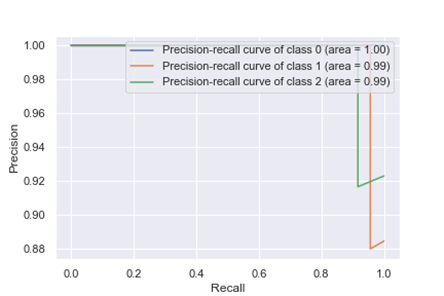 1.00
0.98
0.96
0.94
0.92
0.90
0.88
Precision
Precision-recall curve of class 0 (area = 1.00)
Precision-recall curve of class 1 (area = 0.99)
Precision-recall curve of class 2 (area = 0.99)
0.0 0.2 0.4 0.6 0.8 1.0
Recall